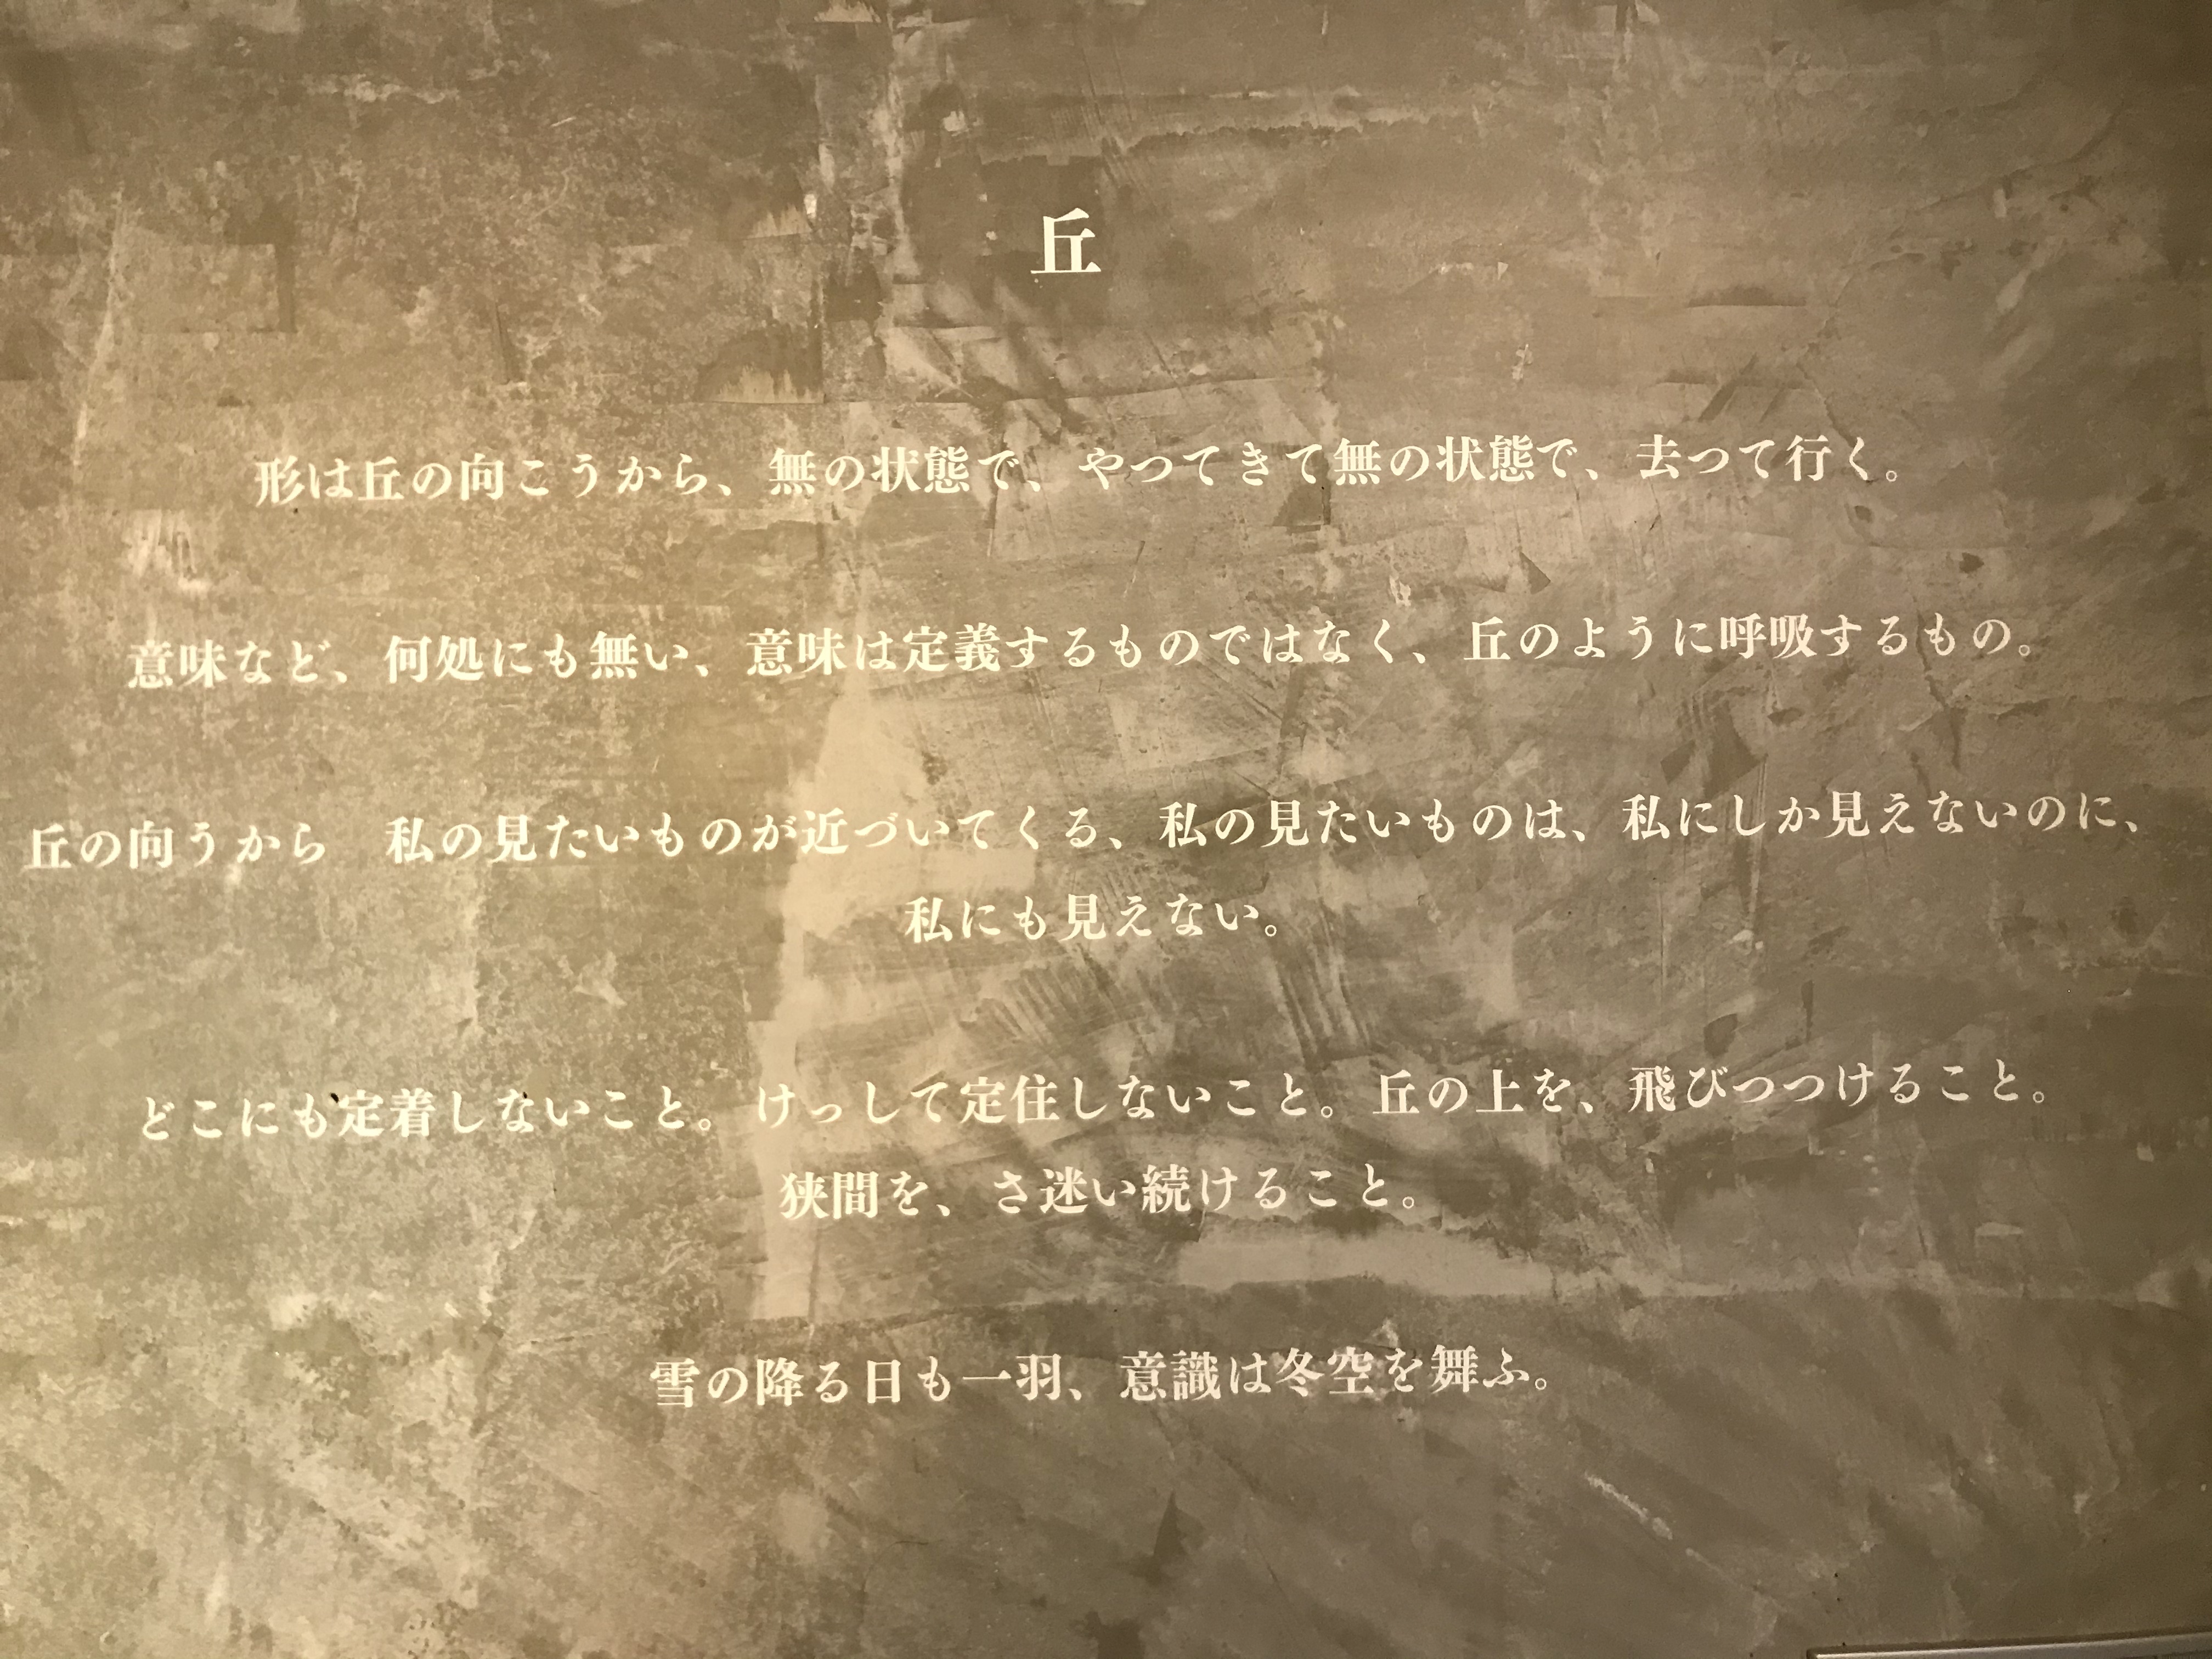 丘
形は丘の向こうから、無の状態で、やつてきて無の状態で、去つて行く。
意味など、何処にも無い、意味は定義するものではなく、丘のように呼吸するもの。
丘の向うから　私の見たいものが近づいてくる、私の見たいものは、私にしか見えないのに、
私にも見えない。
どこにも定着しないこと。けっして定住しないこと。丘の上を、飛びつつけること。
狭間を、さ迷い続けること。
雪の降る日も一羽、意識は冬空を舞ふ。